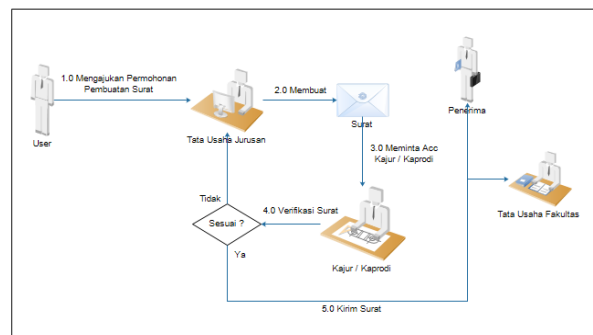 1.0 Mengajukan Permohonan
Pembuatan Surat
User
Tata Usaha Jurusan
2.0 Membuat
Surat
Penerima
3.0 Meminta Acc
Kajur / Kaprodi
Tata Usaha Fakultas
Tidak
4.0 Verifikasi Surat
Sesuai ?
Kajur / Kaprodi
Ya
5.0 Kirim Surat